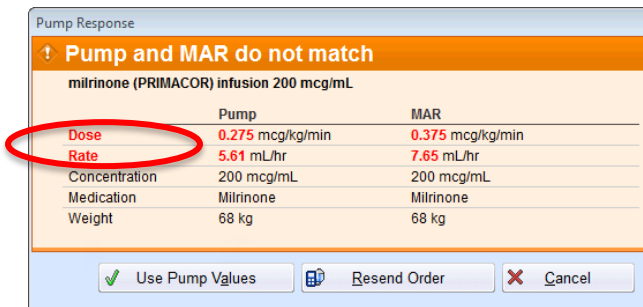 Pump Response
Pump and MAR do not match
milrinone (PRIMACOR) infusion 200 mcg/mL
Pump MAR
Dose 0.275 mcg/kg/min 0.375 mcg/kg/min
Rate 5.61 mL/hr 7.65 mL/hr
Concentration 200 mcg/mL 200 mcg/mL
Medication Milrinone Milrinone
Weight 68 kg 68 kg
Use Pump Values Resend Order Cancel